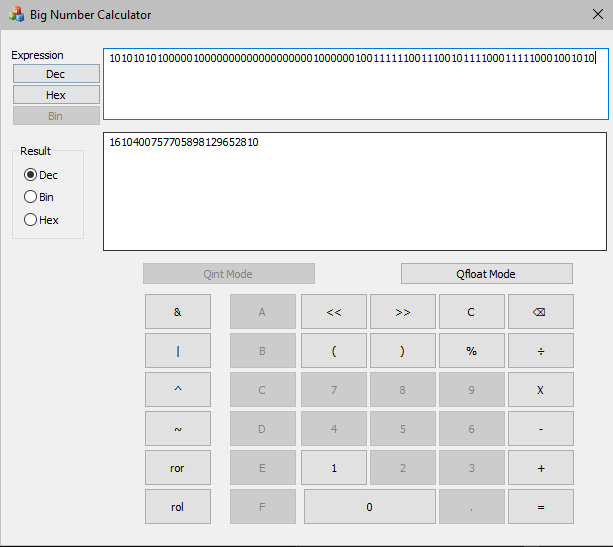 Big Number Calculator
Expression
Dec
Hex
Bin
101010101000001000000000000000000010000001001111110011100101111000111110001001010
Result
Dec
Bin
Hex
1610400757705898129652810
Qint Mode
Qfloat Mode
& A << >> C ⌫
| B ( ) % ÷
^ C 7 8 9 X
~ D 4 5 6 -
ror E 1 2 3 +
rol F 0 . =